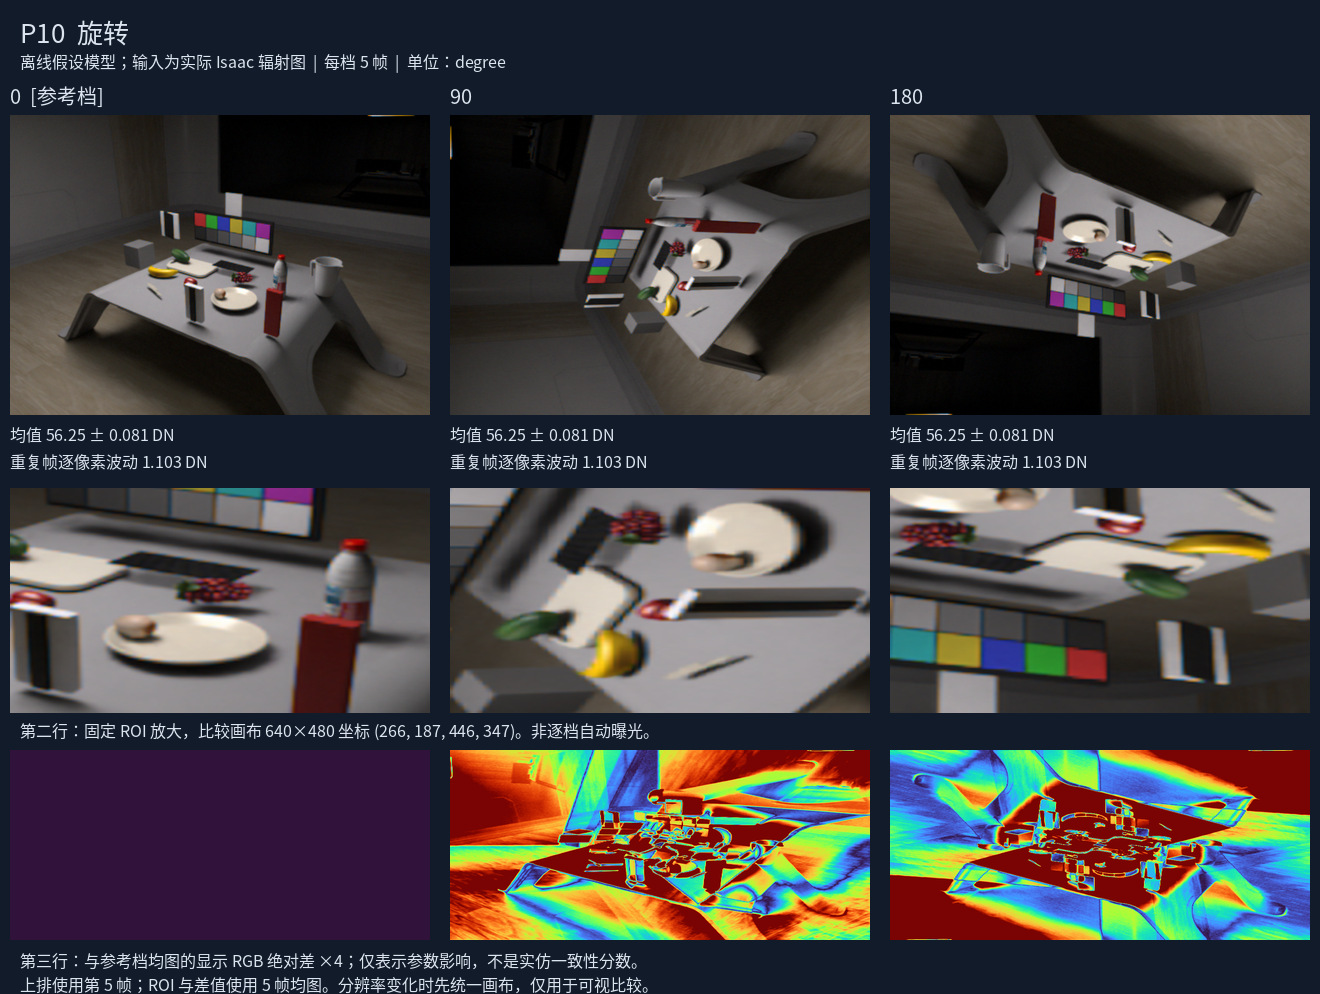 P10 旋转
离线假设模型；输入为实际 Isaac 辐射图 | 每档 5 帧 | 单位：degree
0 [参考档]
90
180
均值 56.25 ± 0.081 DN
重复帧逐像素波动 1.103 DN
均值 56.25 ± 0.081 DN
重复帧逐像素波动 1.103 DN
均值 56.25 ± 0.081 DN
重复帧逐像素波动 1.103 DN
第二行：固定 ROI 放大，比较画布 640×480 坐标 (266, 187, 446, 347)。非逐档自动曝光。
第三行：与参考档均图的显示 RGB 绝对差 ×4；仅表示参数影响，不是实仿一致性分数。
上排使用第 5 帧；ROI 与差值使用 5 帧均图。分辨率变化时先统一画布，仅用于可视比较。